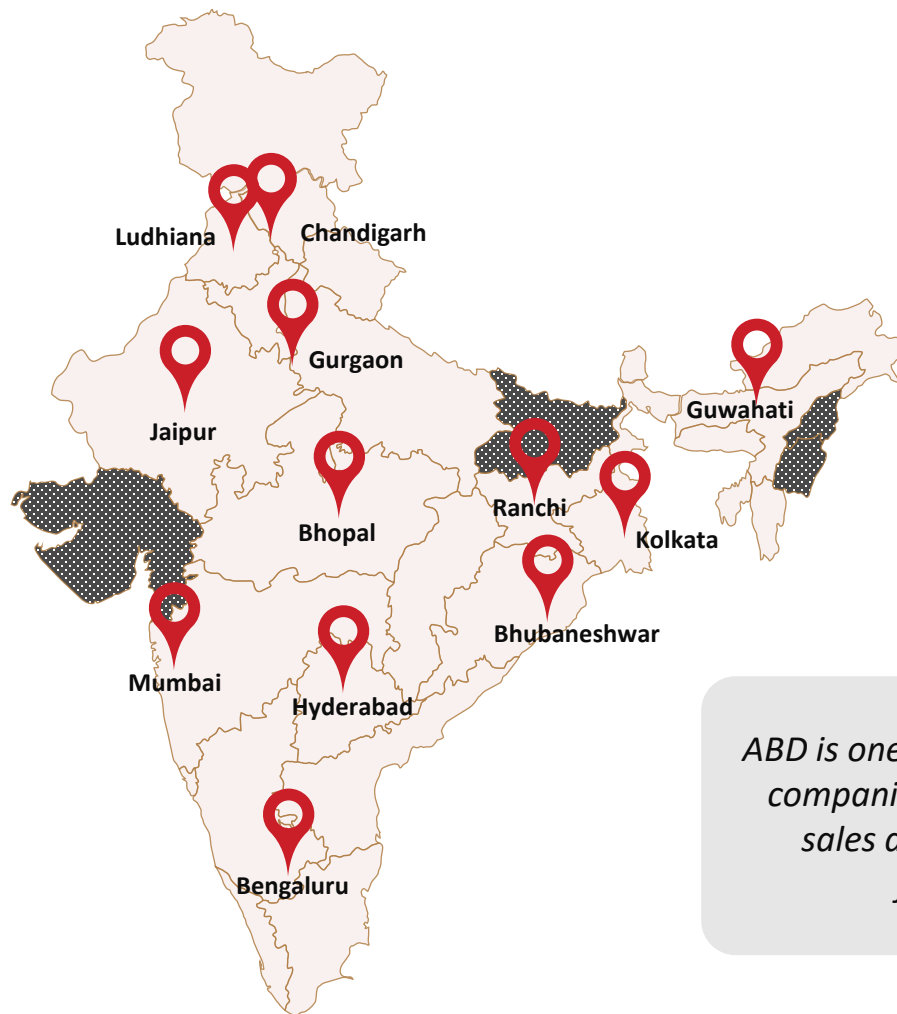 Ludhiana
Chandigarh
Gurgaon
Jaipur
Guwahati
Ranchi
Bhopal
Kolkata
Bhubaneshwar
Mumbai
Hyderabad
Bengaluru
ABD is one
compani
sales a